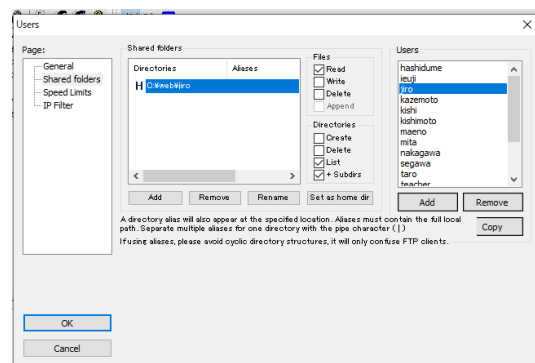 Users
Page:
General
Shared folders
Speed Limits
IP Filter
Shared folders
Directories Aliases
H C:¥web¥jiro
Add Remove Rename Set as home dir
Files
Read
Write
Delete
Append
Directories
Create
Delete
List
+ Subdirs
Users
hashidume
ieuji
jiro
kazemoto
kishi
kishimoto
maeno
mita
nakagawa
segawa
taro
teacher
Add Remove
Copy
A directory alias will also appear at the specified location. Aliases must contain the full local
path. Separate multiple aliases for one directory with the pipe character (|)
If using aliases, please avoid cyclic directory structures, it will only confuse FTP clients.
OK
Cancel